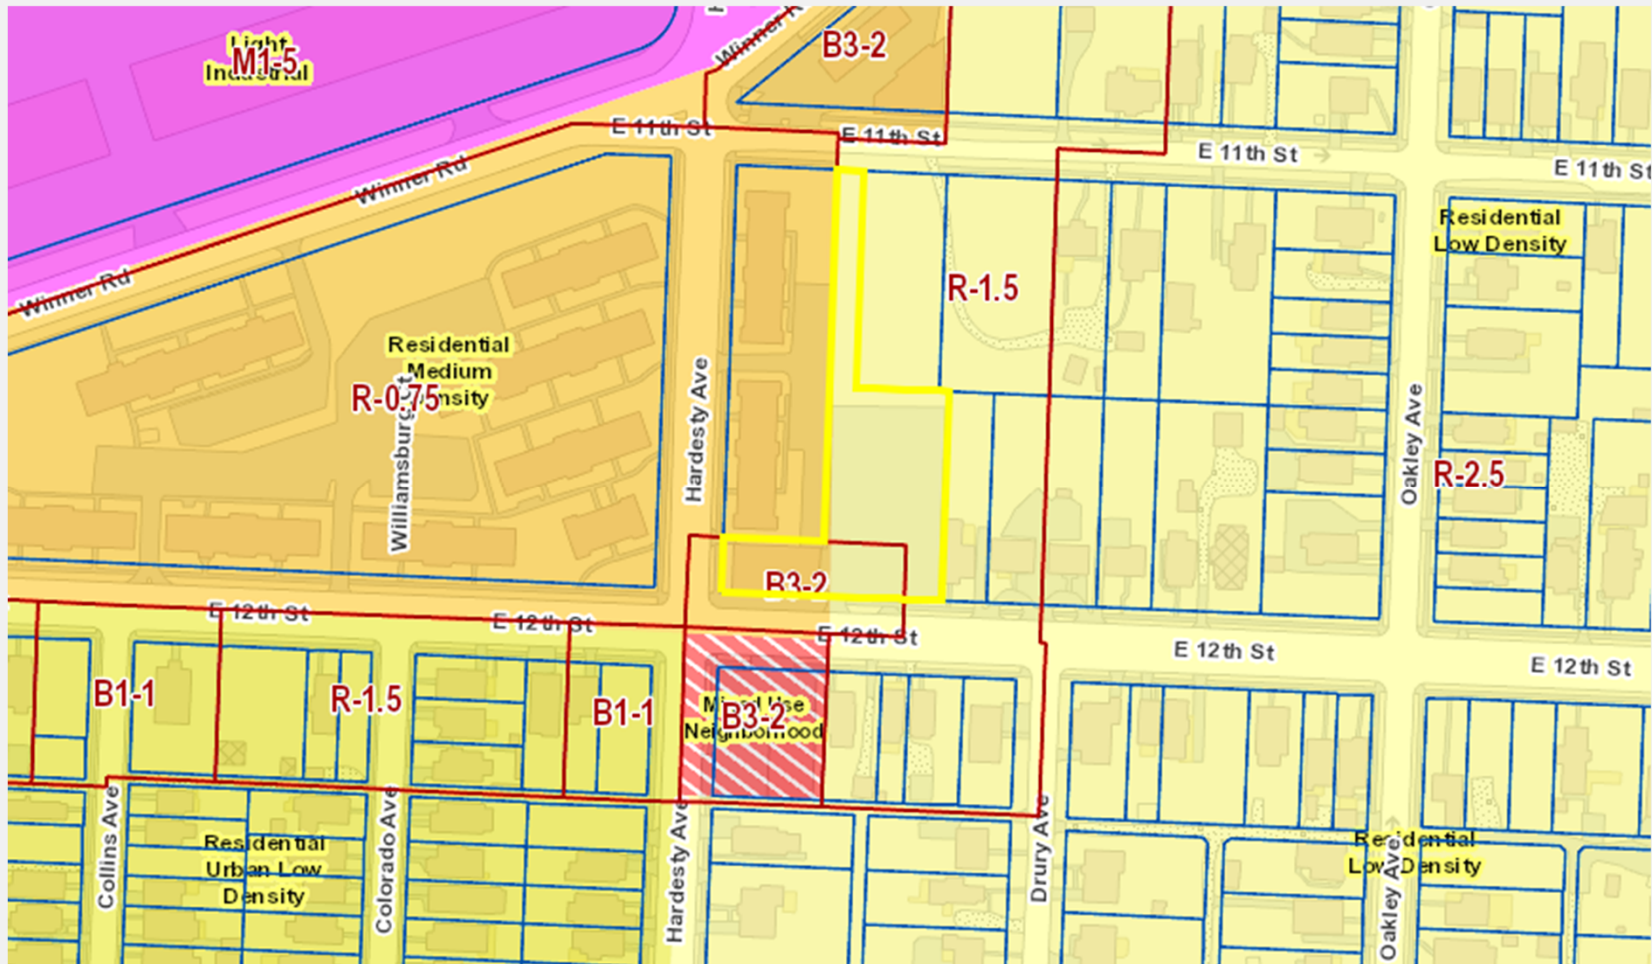 Light
Industrial
M1-5
Winner R
B3-2
E 11th St
E 11th St
E 11th St
E 11th St
Winner Rd
Winner Rd
Residential
Low Density
R-1.5
Residential
Medium
R-0.75
Williamsburg
Hardesty Ave
Oakley Ave
R-2.5
B3-2
E 12th St
E 12th St
E 12th St
E 12th St
E 12th St
B1-1
R-1.5
B1-1
Mixed Use
Neighborhood
B3-2
Collins Ave
Colorado Ave
Hardesty Ave
Drury Ave
Oakley Ave
Residential
Urban Low
Density
Residential
Low Density